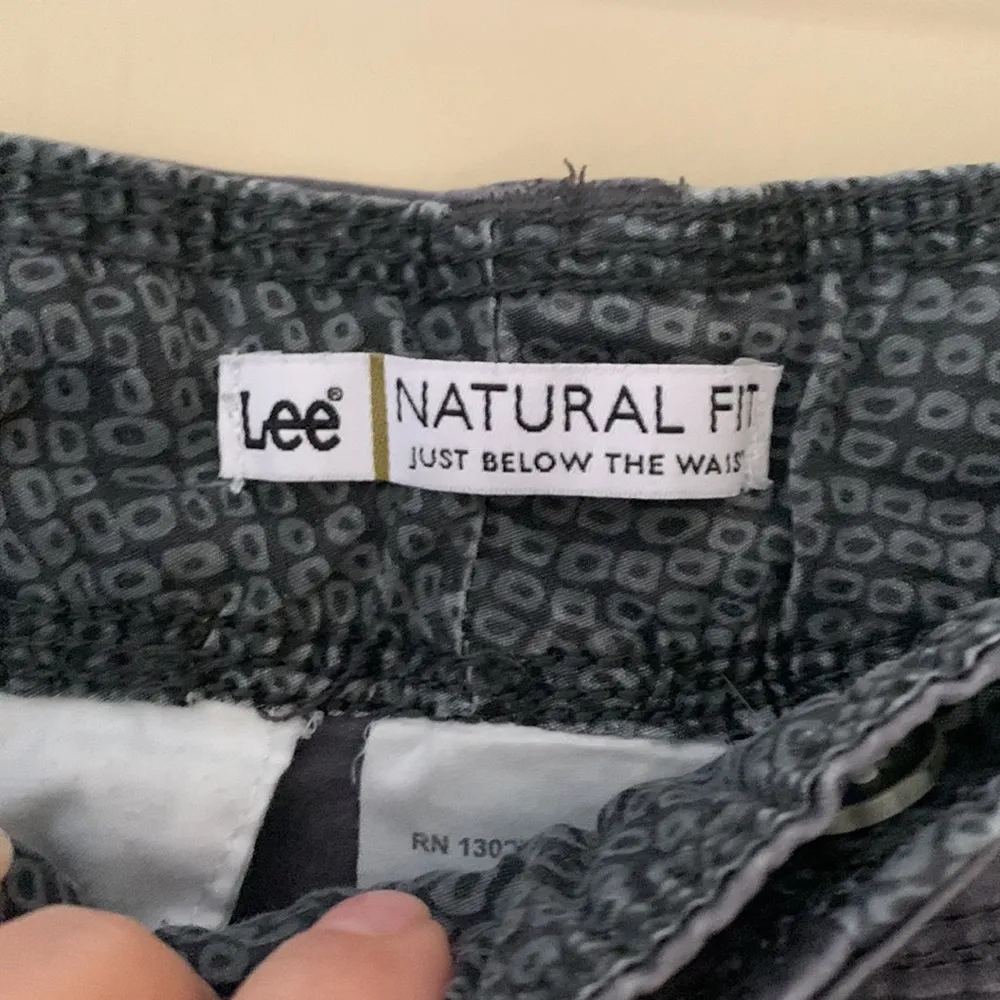 Lee®
NATURAL FIT
JUST BELOW THE WAIS
RN 130